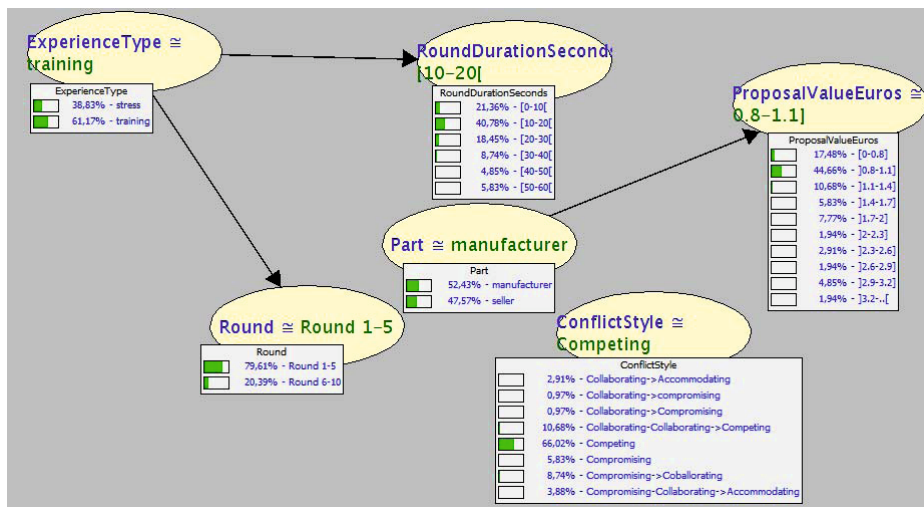 ExperienceType ≅
training
ExperienceType
38,83% - stress
61,17% - training
RoundDurationSeconds
[10-20[
RoundDurationSeconds
21,36% - [0-10[
40,78% - [10-20[
18,45% - [20-30[
8,74% - [30-40[
4,85% - [40-50[
5,83% - [50-60[
ProposalValueEuros ≅
0.8-1.1]
ProposalValueEuros
17,48% - [0-0.8]
44,66% - ]0.8-1.1]
10,68% - ]1.1-1.4]
5,83% - ]1.4-1.7]
7,77% - ]1.7-2]
1,94% - ]2-2.3]
2,91% - ]2.3-2.6]
1,94% - ]2.6-2.9]
4,85% - ]2.9-3.2]
1,94% - ]3.2-..[
Part ≅ manufacturer
Part
52,43% - manufacturer
47,57% - seller
Round ≅ Round 1-5
Round
79,61% - Round 1-5
20,39% - Round 6-10
ConflictStyle ≅
Competing
ConflictStyle
2,91% - Collaborating->Accommodating
0,97% - Collaborating->compromising
0,97% - Collaborating->Compromising
10,68% - Collaborating-Collaborating->Competing
66,02% - Competing
5,83% - Compromising
8,74% - Compromising->Coballorating
3,88% - Compromising-Collaborating->Accommodating